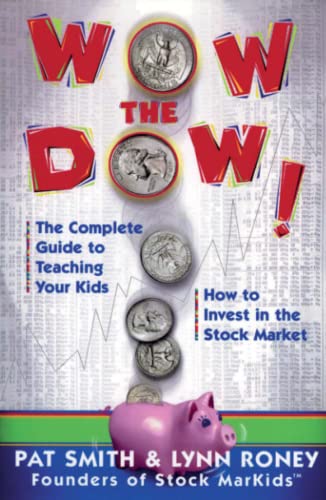 WOW
THE
DOW!
The Complete
Guide to
Teaching
Your Kids
How to
Invest in the
Stock Market
PAT SMITH & LYNN RONEY
Founders of Stock MarKids™